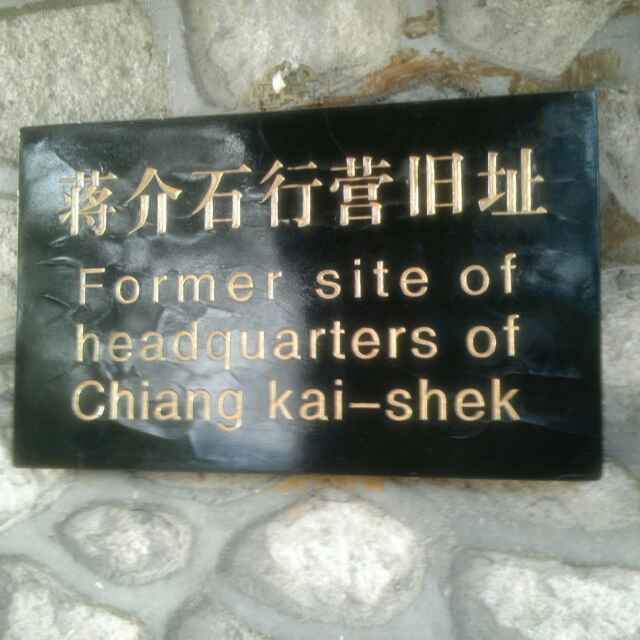 蒋介石行营旧址
Former site of
headquarters of
Chiang kai-shek